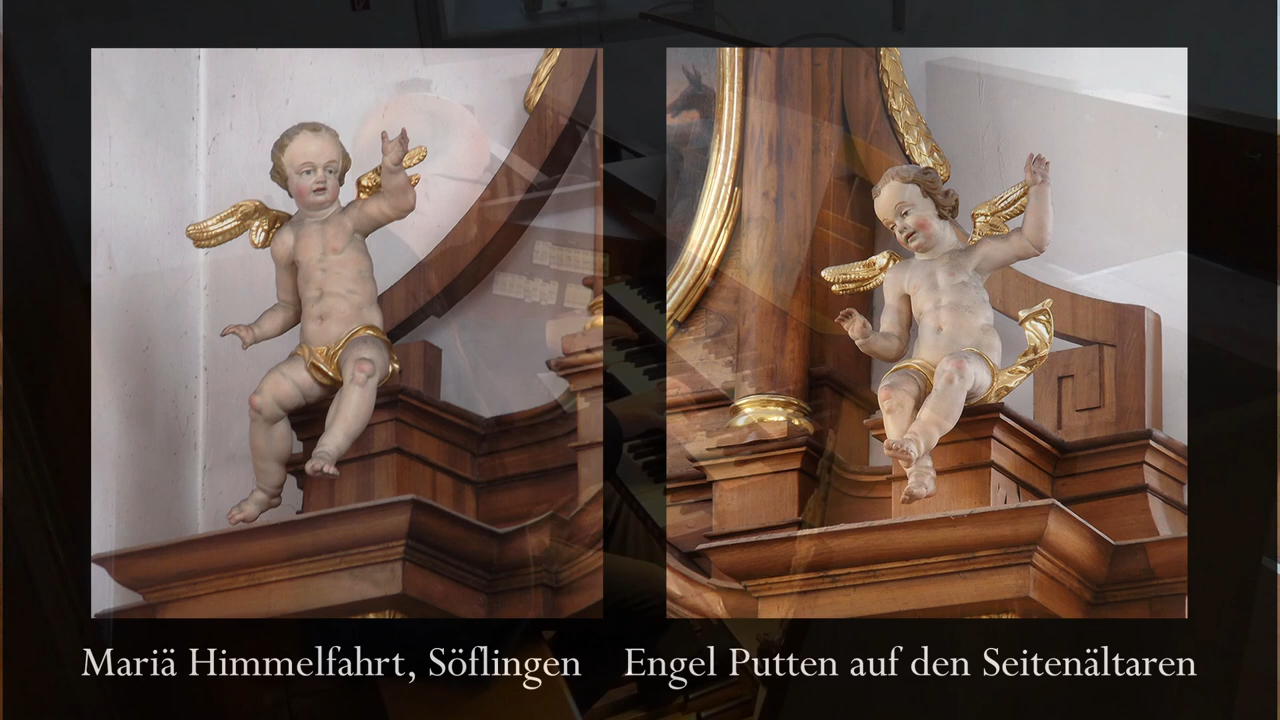 Mariä Himmelfahrt, Söflingen
Engel Putten auf den Seitenältaren